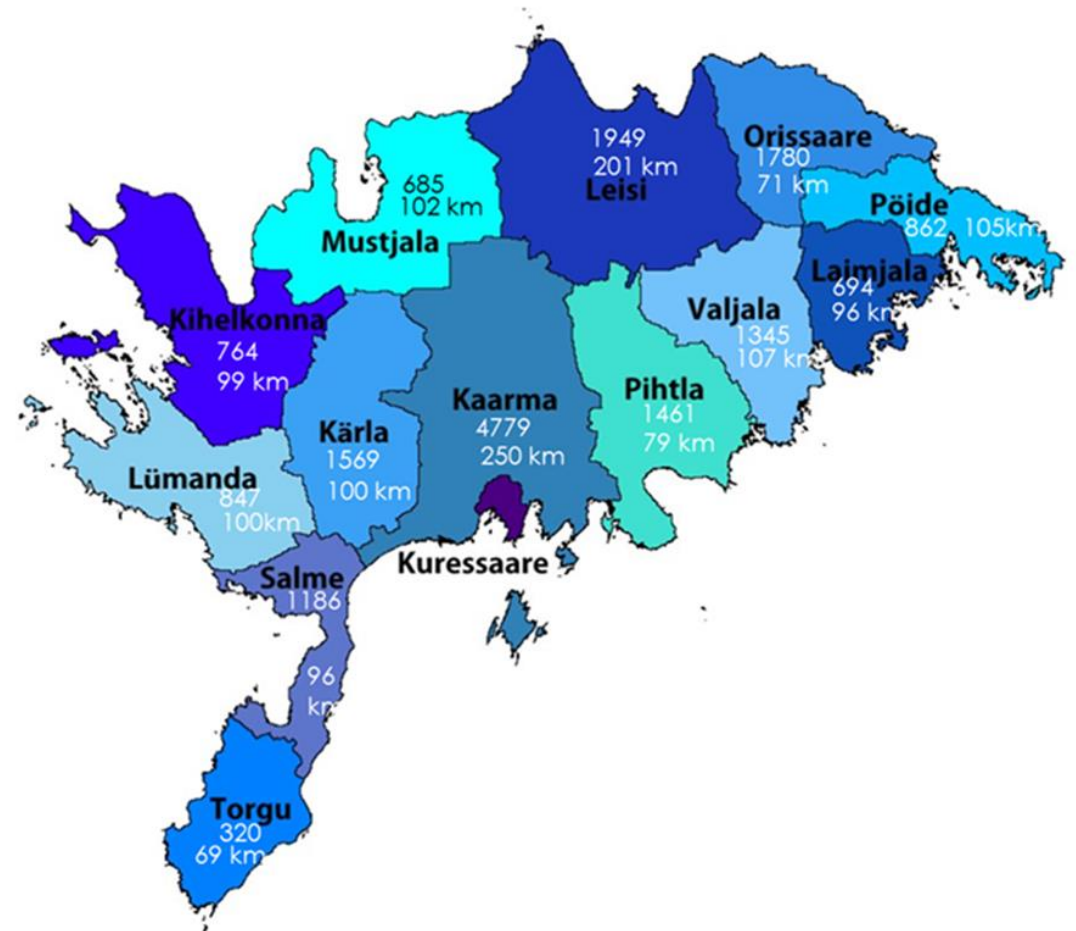 1949
201 km
Leisi
Orissaare
1780
71 km
Pöide
862 105km
685
102 km
Mustjala
Laimjala
694
96 km
Valjala
1345
107 km
Kihelkonna
764
99 km
Pihtla
1461
79 km
Kaarma
4779
250 km
Kärla
1569
100 km
Lümanda
847
100km
Kuressaare
Salme
1186
96
km
Torgu
320
69 km